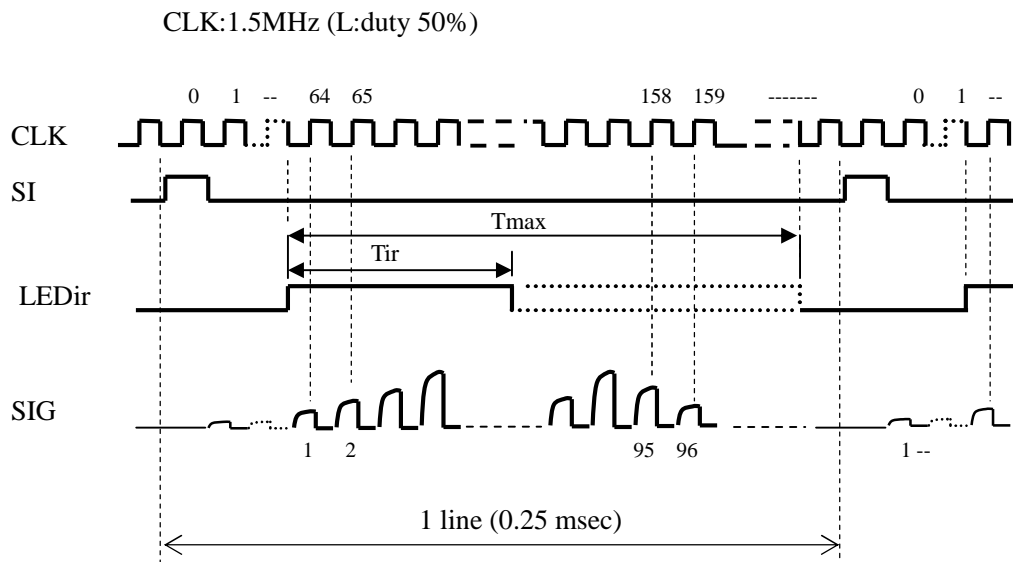 CLK:1.5MHz (L:duty 50%)
0 1 -- 64 65 158 159 ------- 0 1 --
CLK
SI
Tmax
Tir
LEDir
SIG
1 2 95 96 1 --
1 line (0.25 msec)